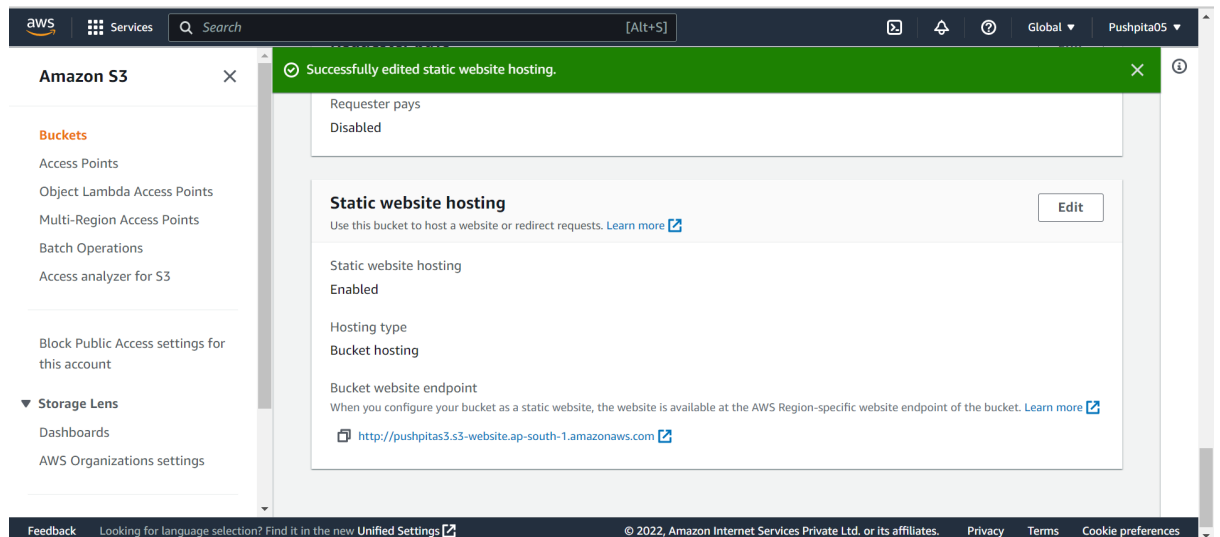 aws
Services
Search
[Alt+S]
Global ▼
Pushpita05 ▼
Amazon S3
Successfully edited static website hosting.
Buckets
Access Points
Object Lambda Access Points
Multi-Region Access Points
Batch Operations
Access analyzer for S3
Block Public Access settings for
this account
▼ Storage Lens
Dashboards
AWS Organizations settings
Requester pays
Disabled
Static website hosting
Edit
Use this bucket to host a website or redirect requests. Learn more
Static website hosting
Enabled
Hosting type
Bucket hosting
Bucket website endpoint
When you configure your bucket as a static website, the website is available at the AWS Region-specific website endpoint of the bucket. Learn more
http://pushpitas3.s3-website.ap-south-1.amazonaws.com
Feedback
Looking for language selection? Find it in the new Unified Settings
© 2022, Amazon Internet Services Private Ltd. or its affiliates.
Privacy
Terms
Cookie preferences